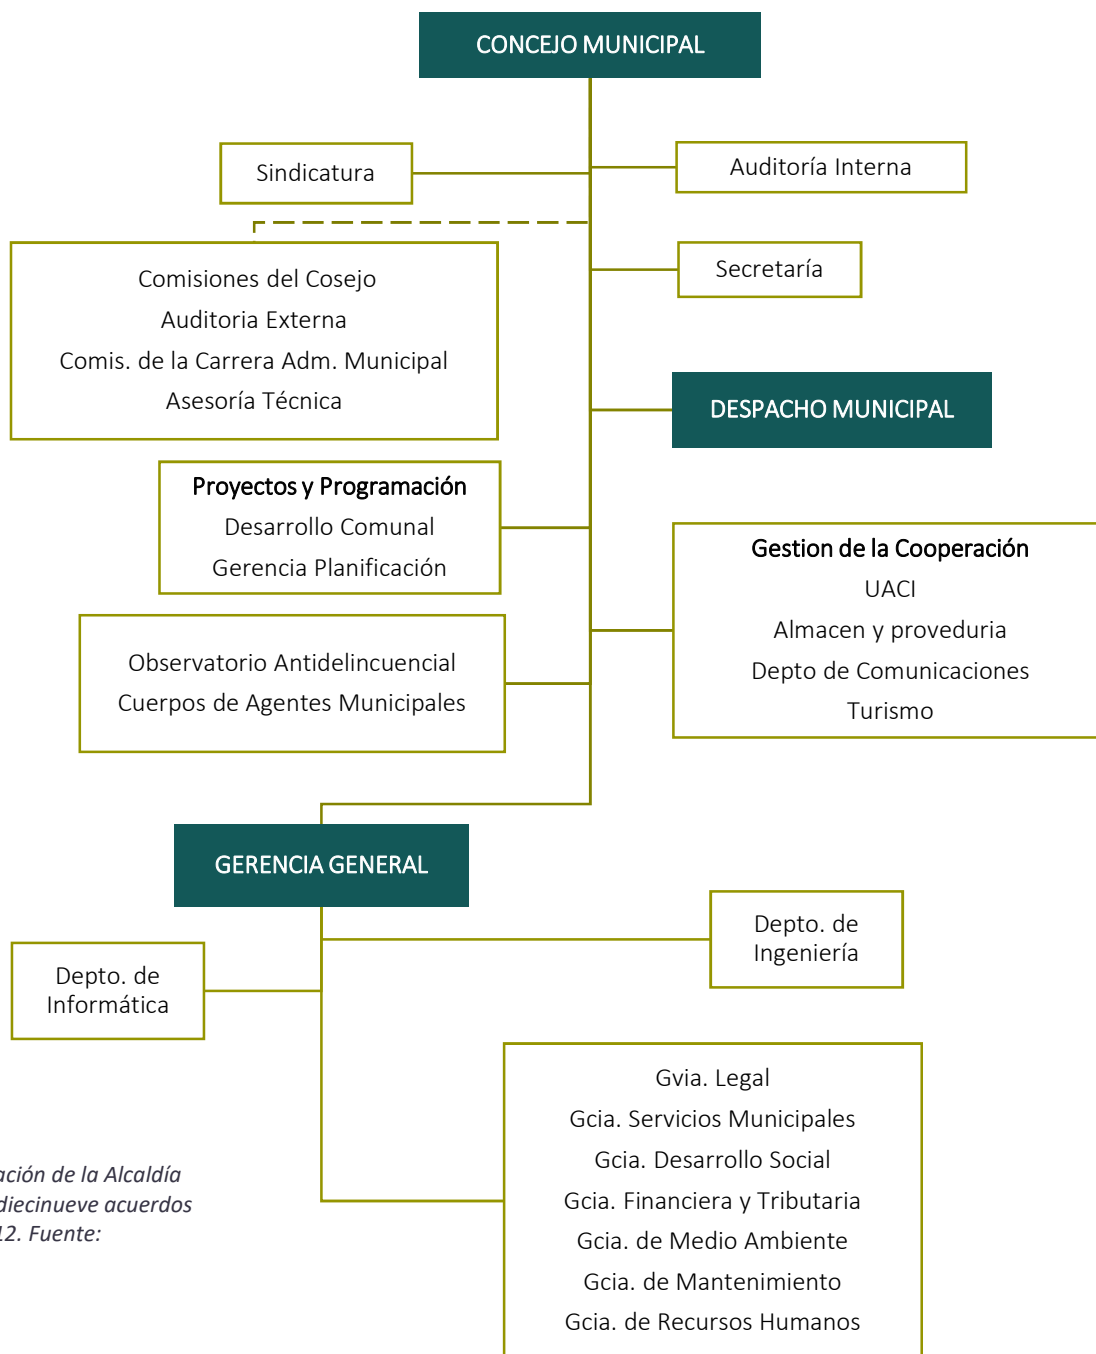 CONCEJO MUNICIPAL
Sindicatura
Auditoría Interna
Secretaría
Comisiones del Cosejo
Auditoria Externa
Comis. de la Carrera Adm. Municipal
Asesoría Técnica
DESPACHO MUNICIPAL
Proyectos y Programación
Desarrollo Comunal
Gerencia Planificación
Gestion de la Cooperación
UACI
Almacen y proveduria
Depto de Comunicaciones
Turismo
Observatorio Antidelincuencial
Cuerpos de Agentes Municipales
GERENCIA GENERAL
Depto. de
Ingeniería
Depto. de
Informática
Gvia. Legal
Gcia. Servicios Municipales
Gcia. Desarrollo Social
Gcia. Financiera y Tributaria
Gcia. de Medio Ambiente
Gcia. de Mantenimiento
Gcia. de Recursos Humanos
ación de la Alcaldía
diecinueve acuerdos
12. Fuente: